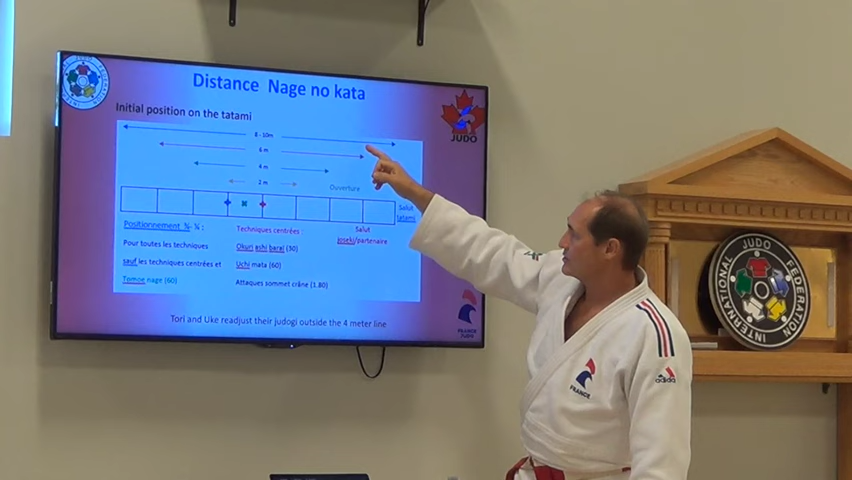 Distance Nage no kata
Initial position on the tatami
JUDO
8 - 10m
6 m
4 m
2 m
Ouverture
Salut
tatami
Positionnement ¾- ¼ :
Techniques centrées :
Salut
joseki/partenaire
Pour toutes les techniques
Okuri ashi barai (30)
sauf les techniques centrées et
Uchi mata (60)
Tomoe nage (60)
Attaques sommet crâne (1.80)
Tori and Uke readjust their judogi outside the 4 meter line
FRANCE
JUDO
FRANCE
adidas
JUDO FEDERATION
INTERNATIONAL